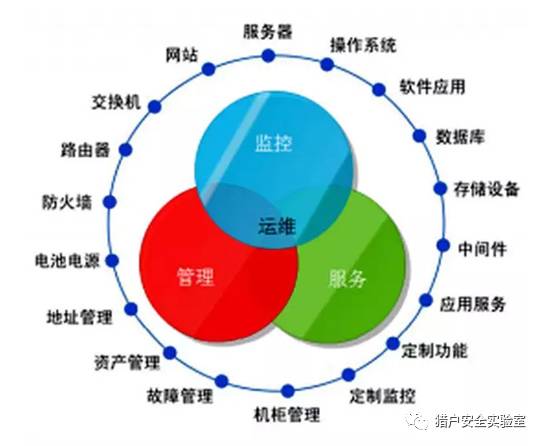 服务器
操作系统
网站
软件应用
交换机
数据库
路由器
监控
存储设备
防火墙
运维
中间件
电池电源
管理
服务
应用服务
地址管理
定制功能
资产管理
故障管理
定制监控
机柜管理
猎户安全实验室